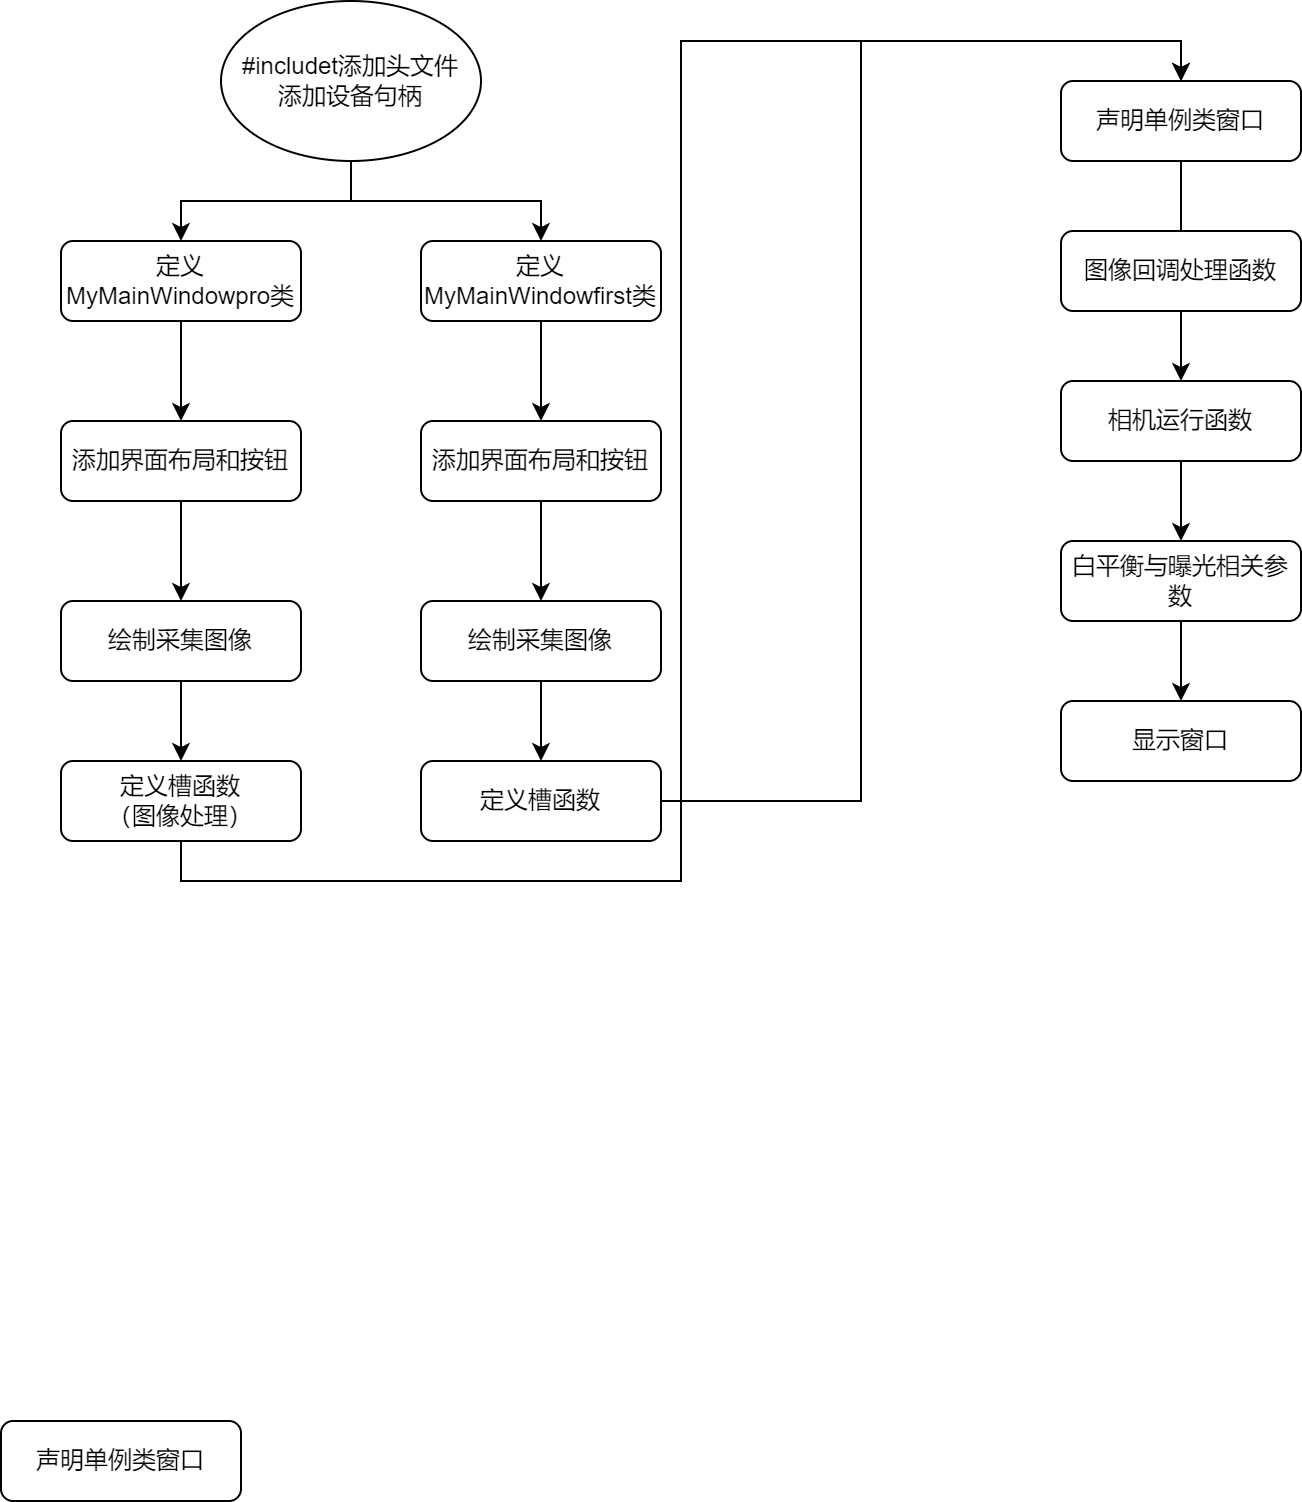 #includet添加头文件
添加设备句柄
定义
MyMainWindowpro类
添加界面布局和按钮
绘制采集图像
定义槽函数
（图像处理）
定义
MyMainWindowfirst类
添加界面布局和按钮
绘制采集图像
定义槽函数
声明单例类窗口
图像回调处理函数
相机运行函数
白平衡与曝光相关参
数
显示窗口
声明单例类窗口